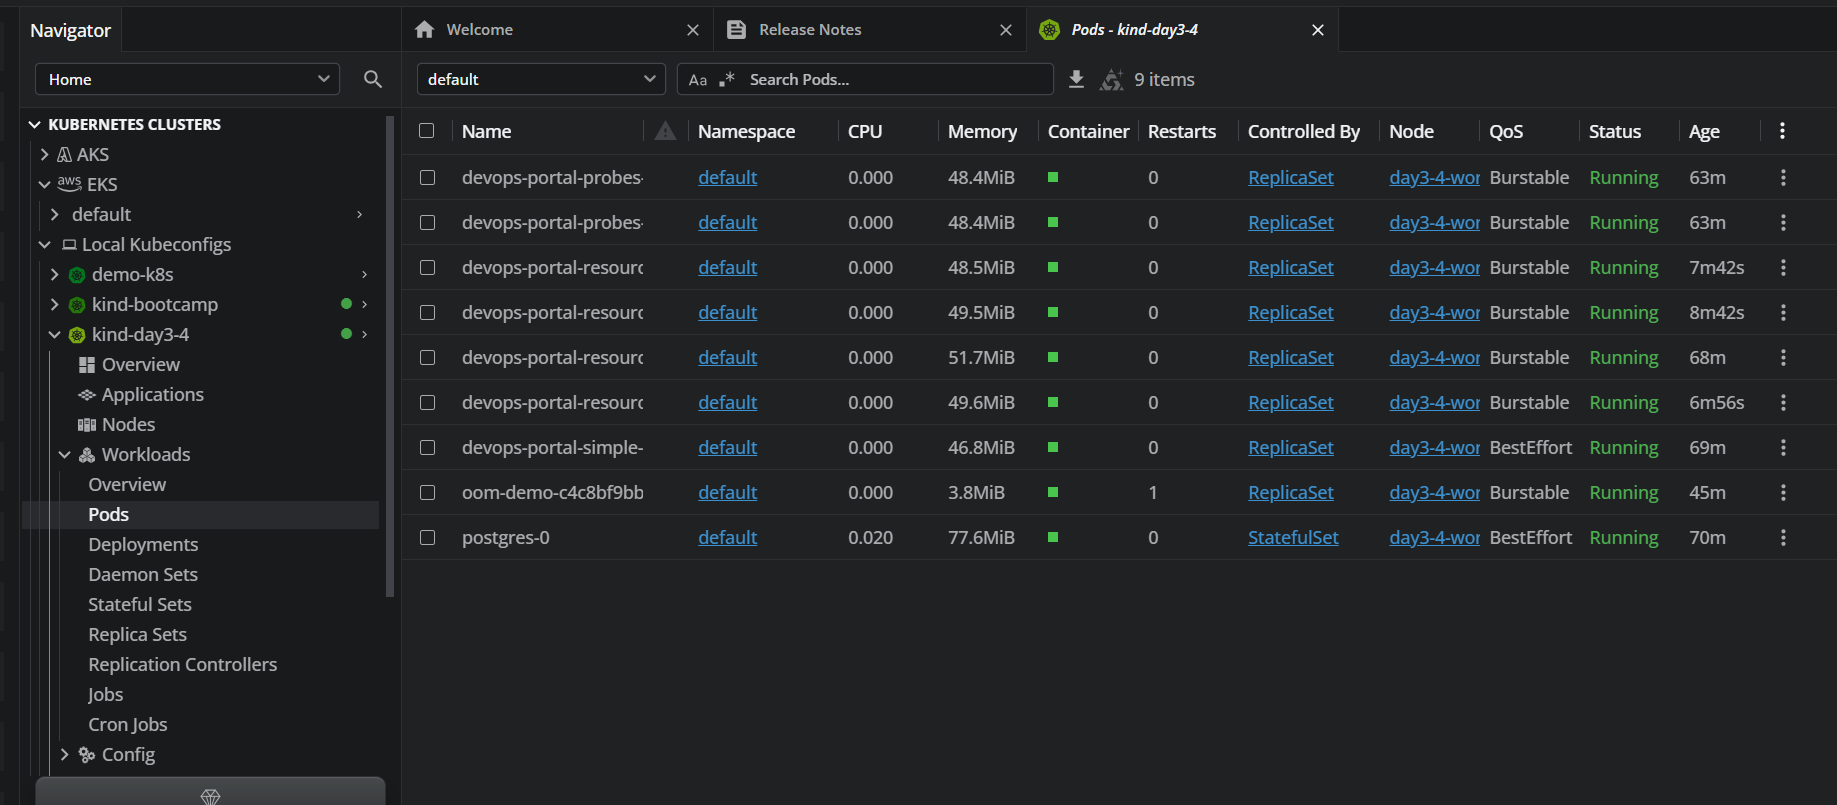 Navigator
Welcome
Release Notes
Pods - kind-day3-4
Home
default
Aa .* Search Pods...
9 items
KUBERNETES CLUSTERS
AKS
aws EKS
default
Local Kubeconfigs
demo-k8s
kind-bootcamp
kind-day3-4
Overview
Applications
Nodes
Workloads
Overview
Pods
Deployments
Daemon Sets
Stateful Sets
Replica Sets
Replication Controllers
Jobs
Cron Jobs
Config
Name Namespace CPU Memory Container Restarts Controlled By Node QoS Status Age
devops-portal-probes- default 0.000 48.4MiB 0 ReplicaSet day3-4-wor Burstable Running 63m
devops-portal-probes- default 0.000 48.4MiB 0 ReplicaSet day3-4-wor Burstable Running 63m
devops-portal-resourc default 0.000 48.5MiB 0 ReplicaSet day3-4-wor Burstable Running 7m42s
devops-portal-resourc default 0.000 49.5MiB 0 ReplicaSet day3-4-wor Burstable Running 8m42s
devops-portal-resourc default 0.000 51.7MiB 0 ReplicaSet day3-4-wor Burstable Running 68m
devops-portal-resourc default 0.000 49.6MiB 0 ReplicaSet day3-4-wor Burstable Running 6m56s
devops-portal-simple- default 0.000 46.8MiB 0 ReplicaSet day3-4-wor BestEffort Running 69m
oom-demo-c4c8bf9bb default 0.000 3.8MiB 1 ReplicaSet day3-4-wor Burstable Running 45m
postgres-0 default 0.020 77.6MiB 0 StatefulSet day3-4-wor BestEffort Running 70m